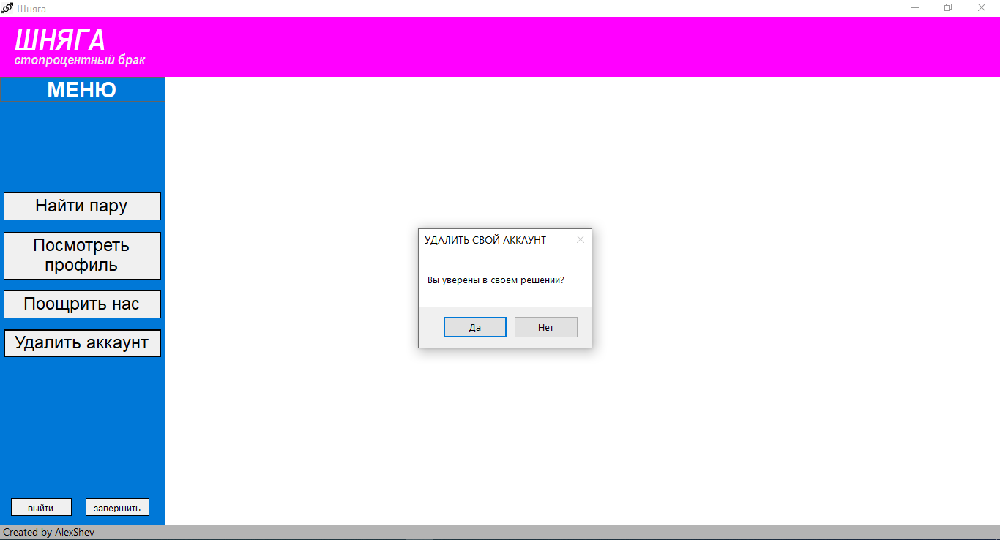 Шняга
ШНЯГА
стопроцентный брак
МЕНЮ
Найти пару
Посмотреть
профиль
Поощрить нас
Удалить аккаунт
УДАЛИТЬ СВОЙ АККАУНТ
Вы уверены в своём решении?
Да
Нет
выйти
завершить
Created by AlexShev